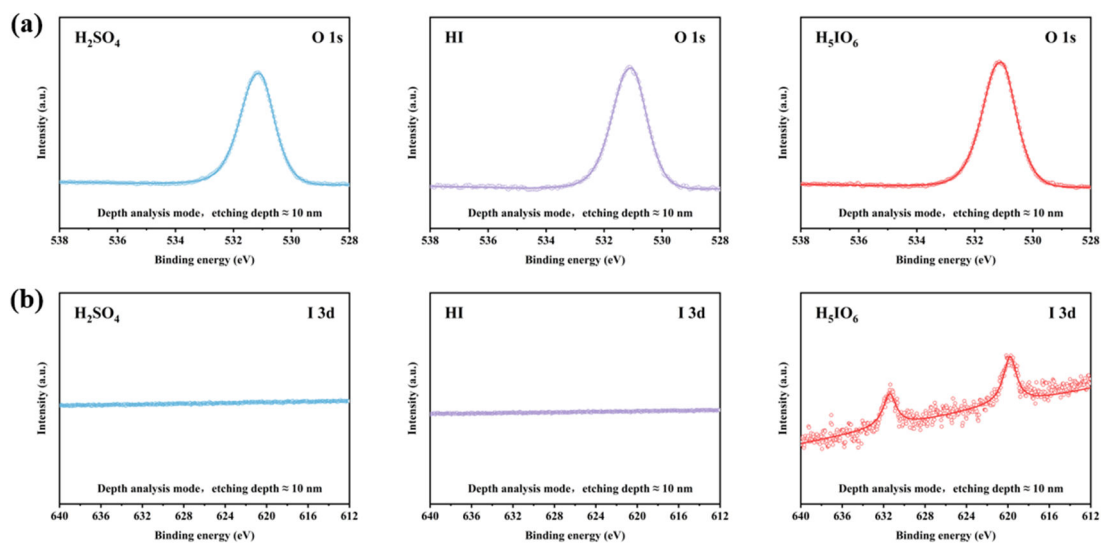 (a)
H₂SO₄ O 1s
Intensity (a.u.)
Depth analysis mode，etching depth ≈ 10 nm
538 536 534 532 530 528
Binding energy (eV)
HI O 1s
Intensity (a.u.)
Depth analysis mode，etching depth ≈ 10 nm
538 536 534 532 530 528
Binding energy (eV)
H₅IO₆ O 1s
Intensity (a.u.)
Depth analysis mode，etching depth ≈ 10 nm
538 536 534 532 530 528
Binding energy (eV)
(b)
H₂SO₄ I 3d
Intensity (a.u.)
Depth analysis mode，etching depth ≈ 10 nm
640 636 632 628 624 620 616 612
Binding energy (eV)
HI I 3d
Intensity (a.u.)
Depth analysis mode，etching depth ≈ 10 nm
640 636 632 628 624 620 616 612
Binding energy (eV)
H₅IO₆ I 3d
Intensity (a.u.)
Depth analysis mode，etching depth ≈ 10 nm
640 636 632 628 624 620 616 612
Binding energy (eV)